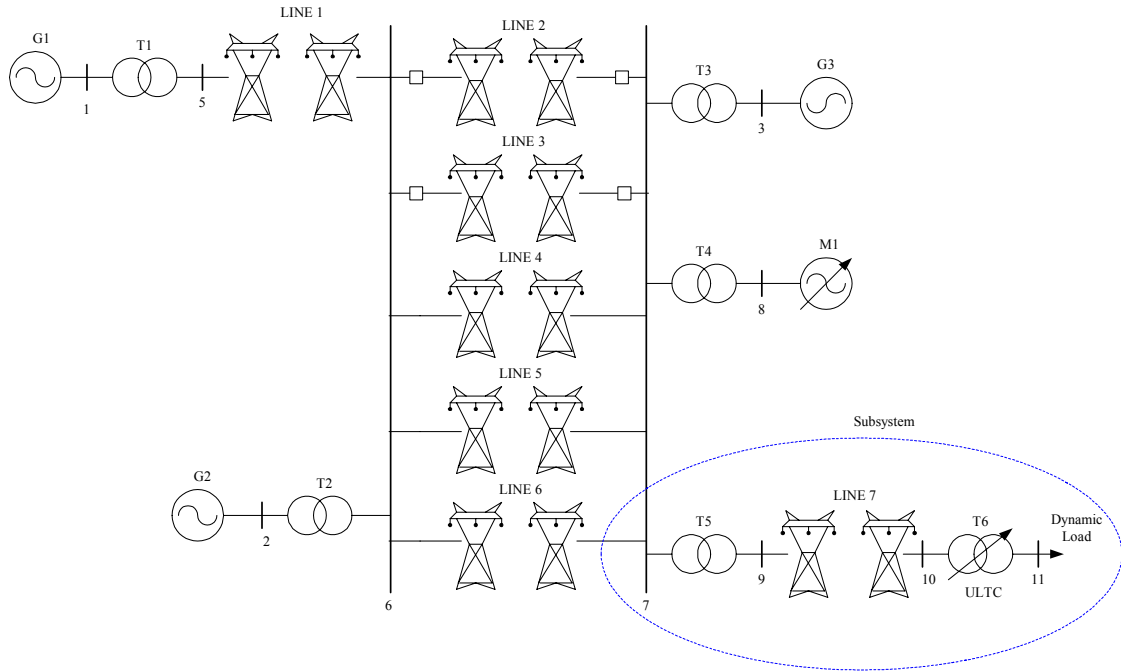 LINE 1
G1
T1
1
5
LINE 2
T3
G3
3
LINE 3
T4
M1
8
LINE 4
LINE 5
Subsystem
G2
T2
2
LINE 6
LINE 7
T5
T6
Dynamic
Load
9
10
11
ULTC
6
7